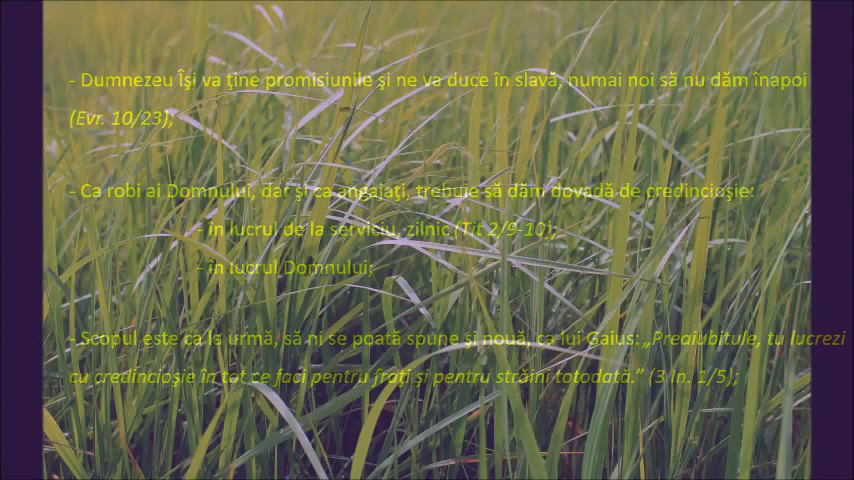 - Dumnezeu Îşi va ţine promisiunile şi ne va duce în slavă, numai noi să nu dăm înapoi
(Evr. 10/23);
- Ca robi ai Domnului, dar şi ca angajaţi, trebuie să dăm dovadă de credincioşie:
- în lucrul de la serviciu, zilnic (Tit 2/9-10);
- în lucrul Domnului;
- Scopul este ca la urmă, să ni se poată spune şi nouă, ca lui Gaius: „Preaiubitule, tu lucrezi
cu credincioşie în tot ce faci pentru fraţi şi pentru străini totodată.” (3 In. 1/5);